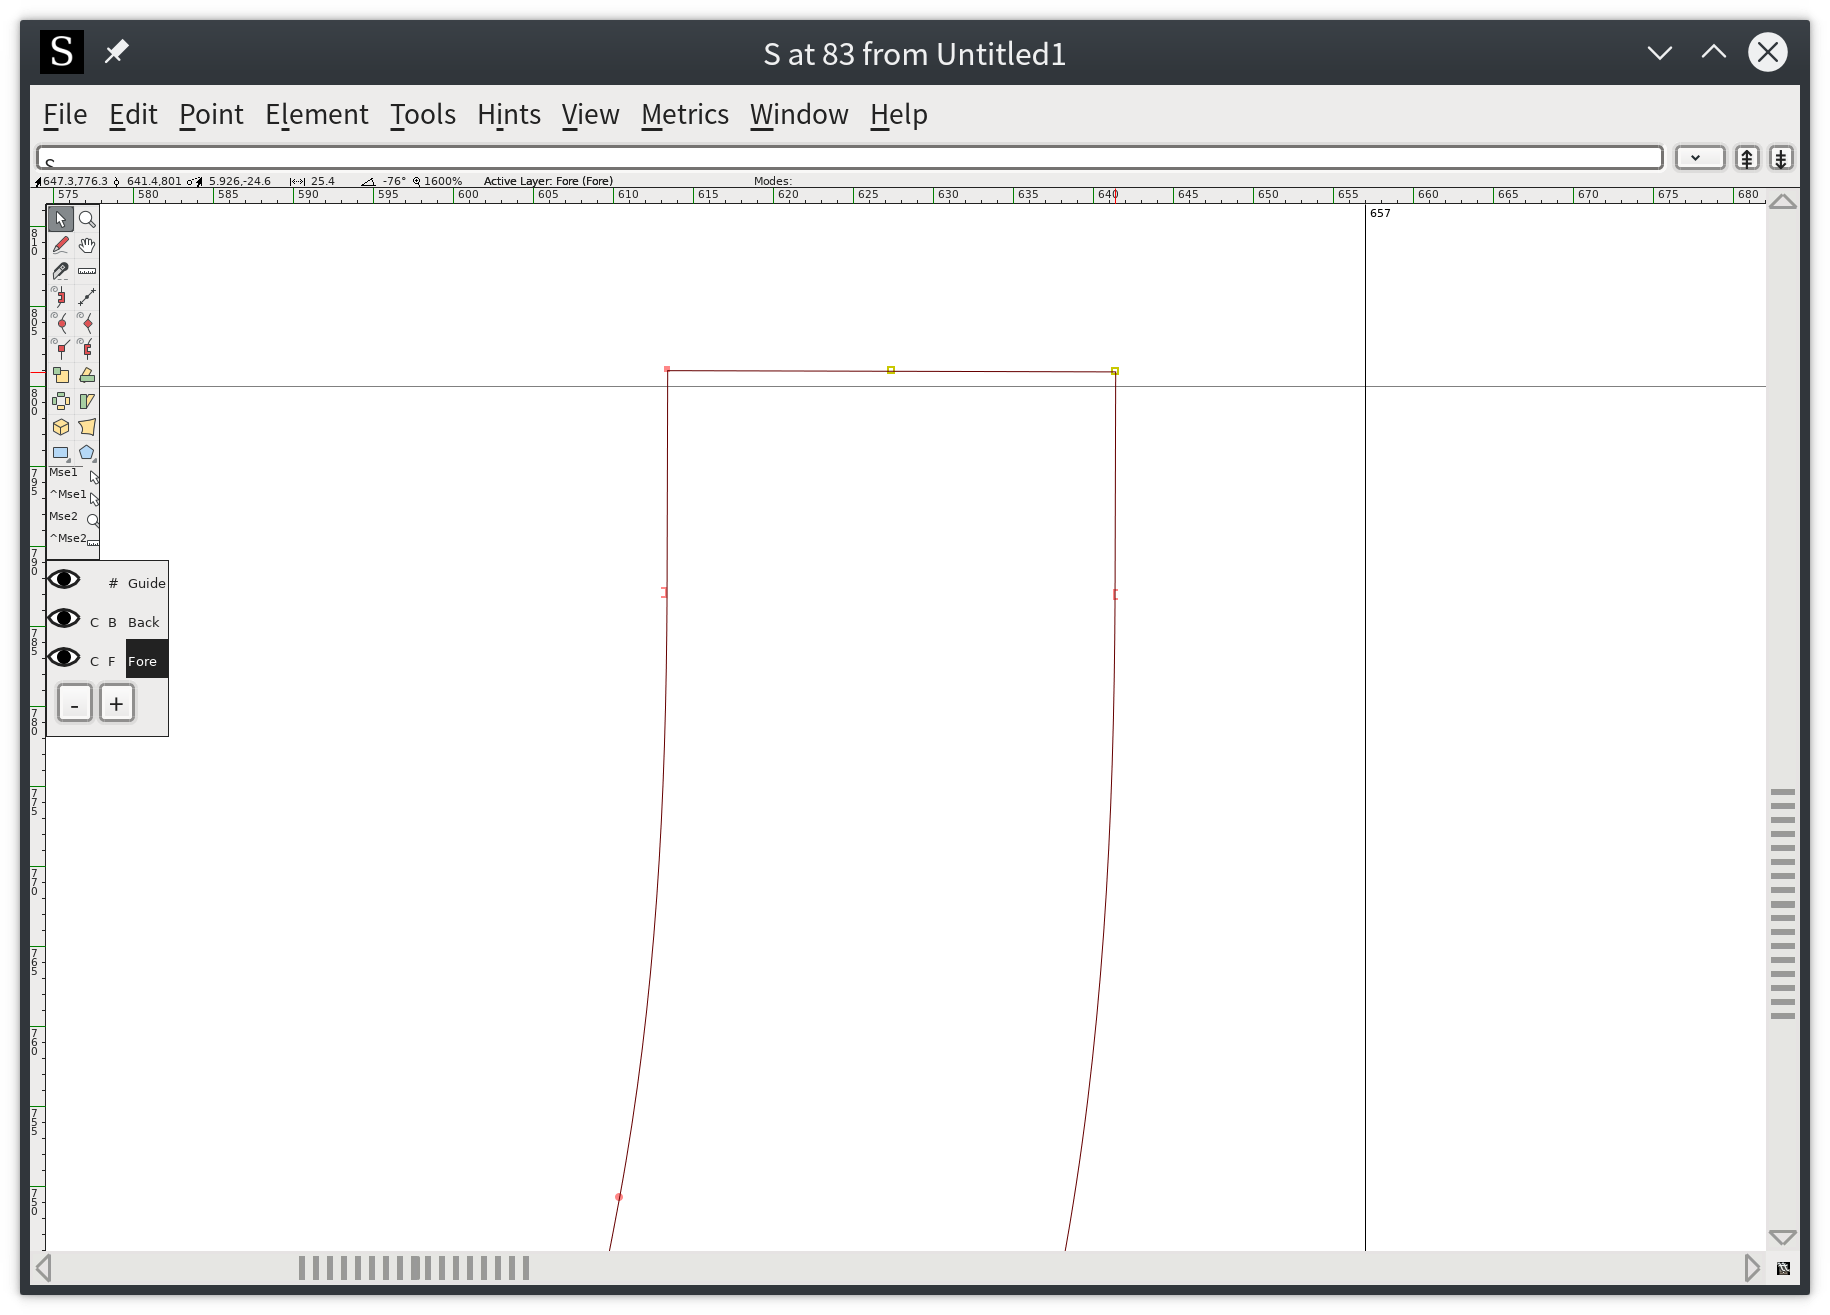 S
S at 83 from Untitled1
File Edit Point Element Tools Hints View Metrics Window Help
S
647.3,776.3 641.4,801 5.926,-24.6 25.4 -76° 1600% Active Layer: Fore (Fore) Modes:
575 580 585 590 595 600 605 610 615 620 625 630 635 640 645 650 655 660 665 670 675 680
657
810
805
800
795
790
785
780
775
770
765
760
755
750
Mse1
^Mse1
Mse2
^Mse2
# Guide
C B Back
C F Fore
- +